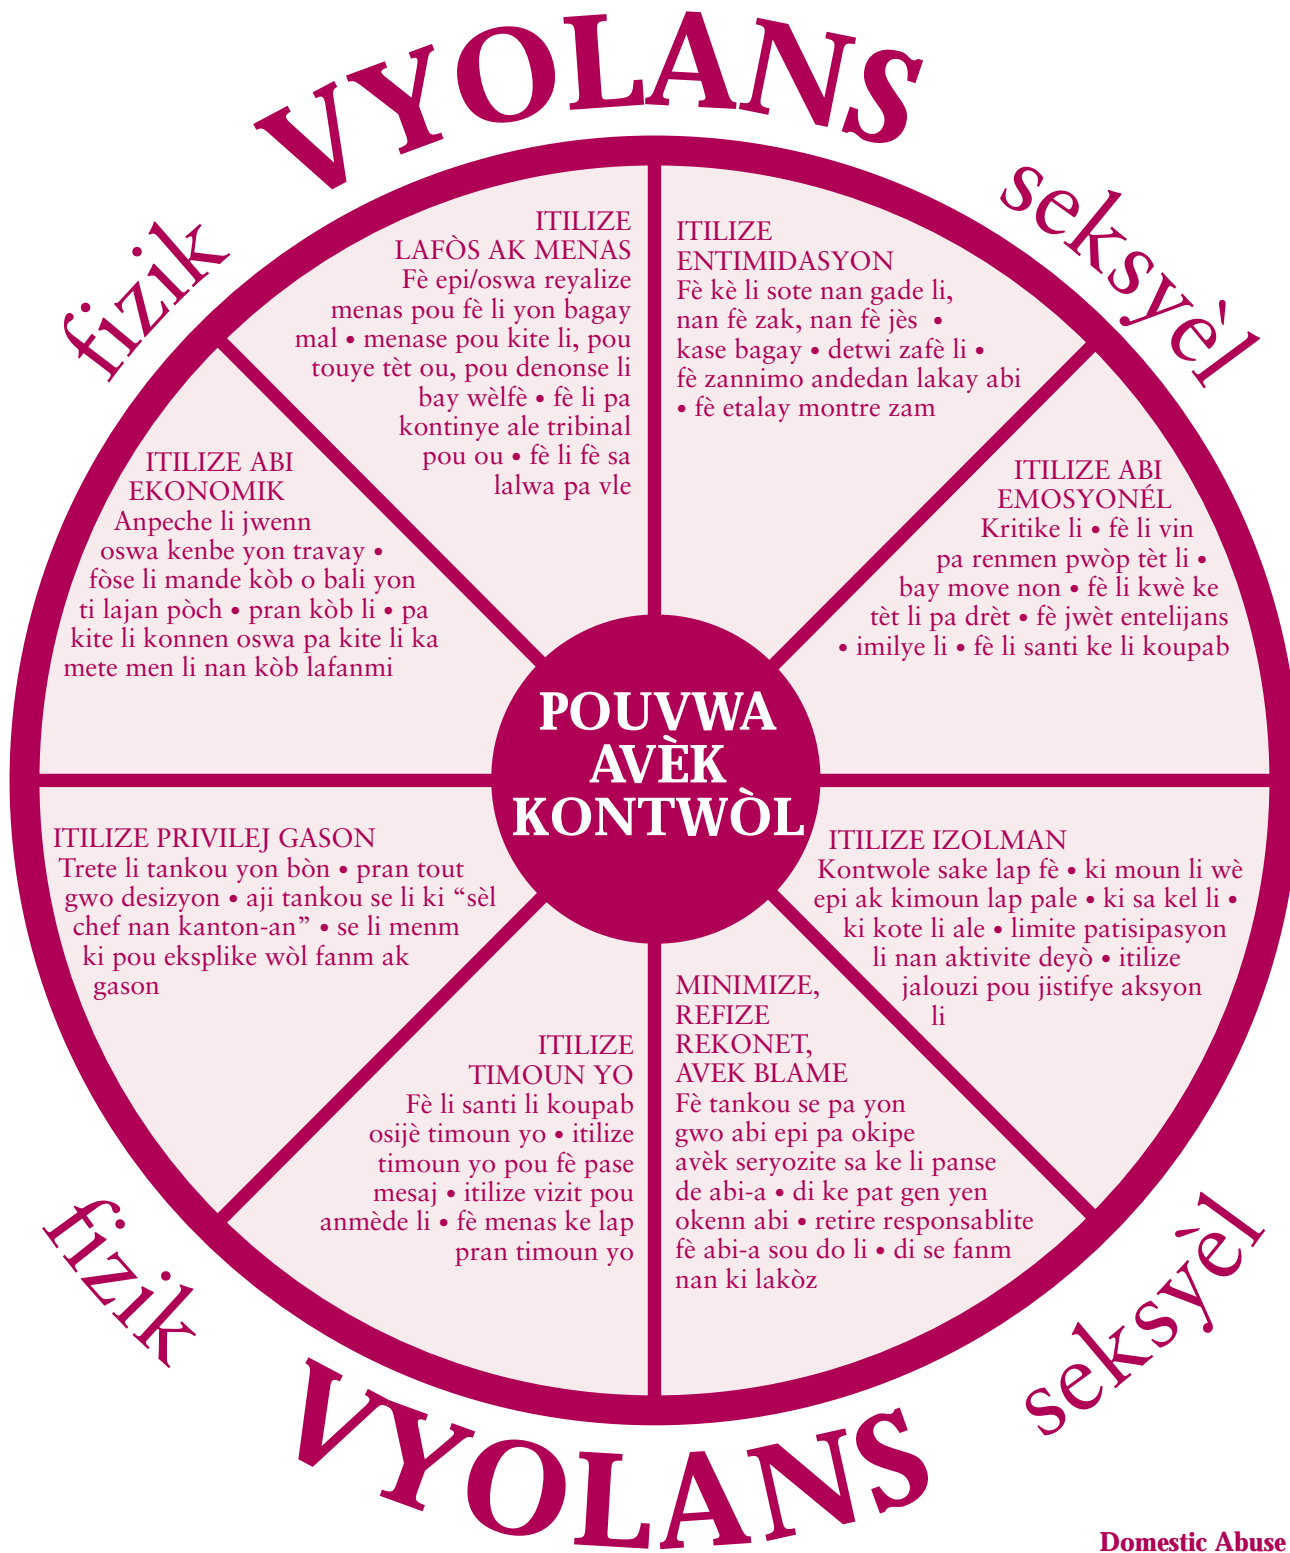 VYOLANS
fizik
seksyèl
ITILIZE
LAFÒS AK MENAS
Fè epi/oswa reyalize
menas pou fè li yon bagay
mal • menase pou kite li, pou
touye tèt ou, pou denonse li
bay wèlfè • fè li pa
kontinye ale tribinal
pou ou • fè li fè sa
lalwa pa vle
ITILIZE
ENTIMIDASYON
Fè kè li sote nan gade li,
nan fè zak, nan fè jès •
kase bagay • detwi zafè li •
fè zannimo andedan lakay abi
• fè etalay montre zam
ITILIZE ABI
EKONOMIK
Anpeche li jwenn
oswa kenbe yon travay •
fòse li mande kòb o bali yon
ti lajan pòch • pran kòb li • pa
kite li konnen oswa pa kite li ka
mete men li nan kòb lafanmi
ITILIZE ABI
EMOSYONÉL
Kritike li • fè li vin
pa renmen pwòp tèt li •
bay move non • fè li kwè ke
tèt li pa drèt • fè jwèt entelijans
• imilye li • fè li santi ke li koupab
POUVWA
AVÈK
KONTWÒL
ITILIZE PRIVILEJ GASON
Trete li tankou yon bòn • pran tout
gwo desizyon • aji tankou se li ki “sèl
chef nan kanton-an” • se li menm
ki pou eksplike wòl fanm ak
gason
ITILIZE IZOLMAN
Kontwole sake lap fè • ki moun li wè
epi ak kimoun lap pale • ki sa kel li •
ki kote li ale • limite patisipasyon
li nan aktivite deyò • itilize
jalouzi pou jistifye aksyon
li
ITILIZE
TIMOUN YO
Fè li santi li koupab
osijè timoun yo • itilize
timoun yo pou fè pase
mesaj • itilize vizit pou
anmède li • fè menas ke lap
pran timoun yo
MINIMIZE,
REFIZE
REKONET,
AVEK BLAME
Fè tankou se pa yon
gwo abi epi pa okipe
avèk seryozite sa ke li panse
de abi-a • di ke pat gen yen
okenn abi • retire responsablite
fè abi-a sou do li • di se fanm
nan ki lakòz
fizik
seksyèl
VYOLANS
Domestic Abuse